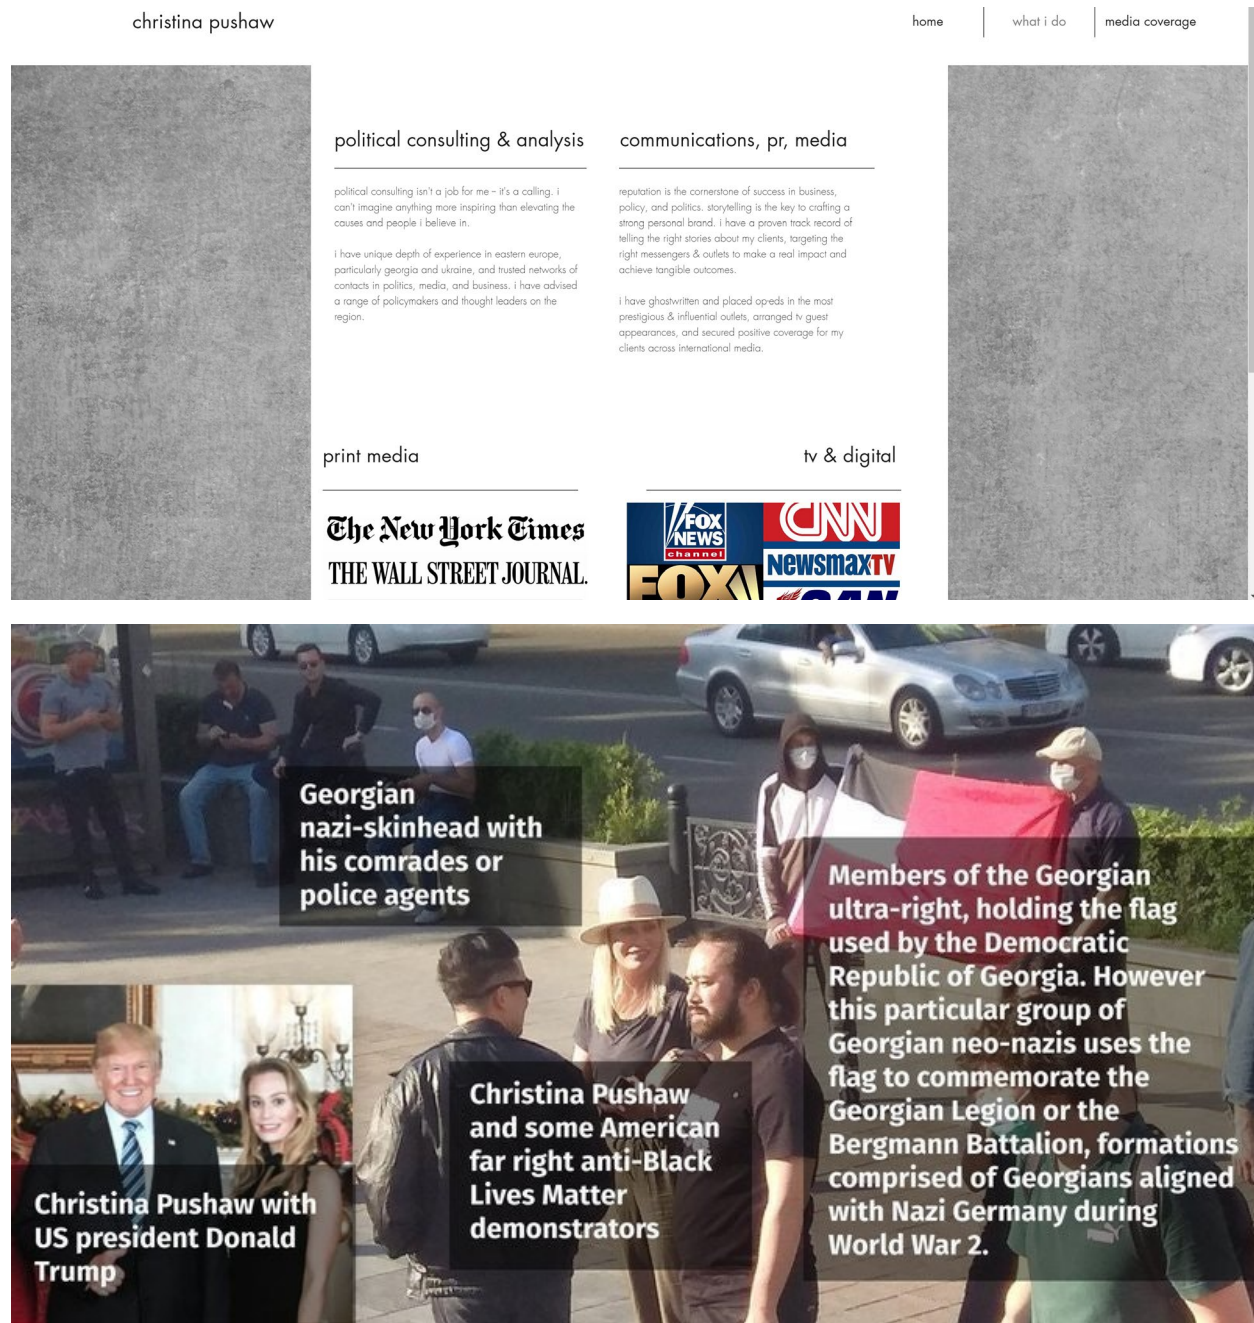 christina pushaw
home
what i do
media coverage
political consulting & analysis
political consulting isn't a job for me – it's a calling. i
can't imagine anything more inspiring than elevating the
causes and people i believe in.
i have unique depth of experience in eastern europe,
particularly georgia and ukraine, and trusted networks of
contacts in politics, media, and business. i have advised
a range of policymakers and thought leaders on the
region.
communications, pr, media
reputation is the cornerstone of success in business,
policy, and politics. storytelling is the key to crafting a
strong personal brand. i have a proven track record of
telling the right stories about my clients, targeting the
right messengers & outlets to make a real impact and
achieve tangible outcomes.
i have ghostwritten and placed op-eds in the most
prestigious & influential outlets, arranged tv guest
appearances, and secured positive coverage for my
clients across international media.
print media
The New York Times
THE WALL STREET JOURNAL.
tv & digital
FOX
NEWS
channel
CNN
NEWSMAXTV
FOX
Georgian
nazi-skinhead with
his comrades or
police agents
Members of the Georgian
ultra-right, holding the flag
used by the Democratic
Republic of Georgia. However
this particular group of
Georgian neo-nazis uses the
flag to commemorate the
Georgian Legion or the
Bergmann Battalion, formations
comprised of Georgians aligned
with Nazi Germany during
World War 2.
Christina Pushaw
and some American
far right anti-Black
Lives Matter
demonstrators
Christina Pushaw with
US president Donald
Trump